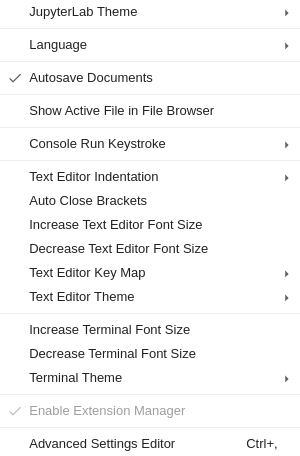 JupyterLab Theme
Language
Autosave Documents
Show Active File in File Browser
Console Run Keystroke
Text Editor Indentation
Auto Close Brackets
Increase Text Editor Font Size
Decrease Text Editor Font Size
Text Editor Key Map
Text Editor Theme
Increase Terminal Font Size
Decrease Terminal Font Size
Terminal Theme
Enable Extension Manager
Advanced Settings Editor Ctrl+,